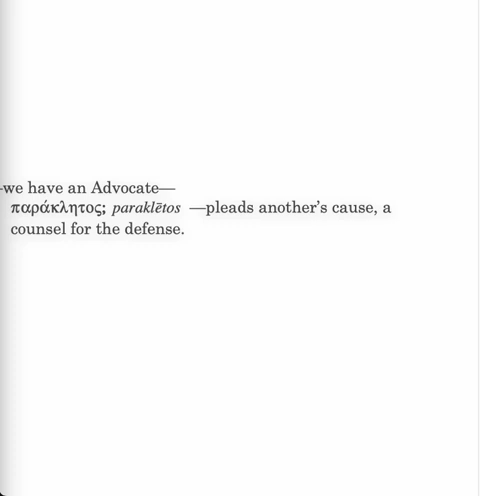 —we have an Advocate—
παράκλητος; paraklētos —pleads another's cause, a
counsel for the defense.